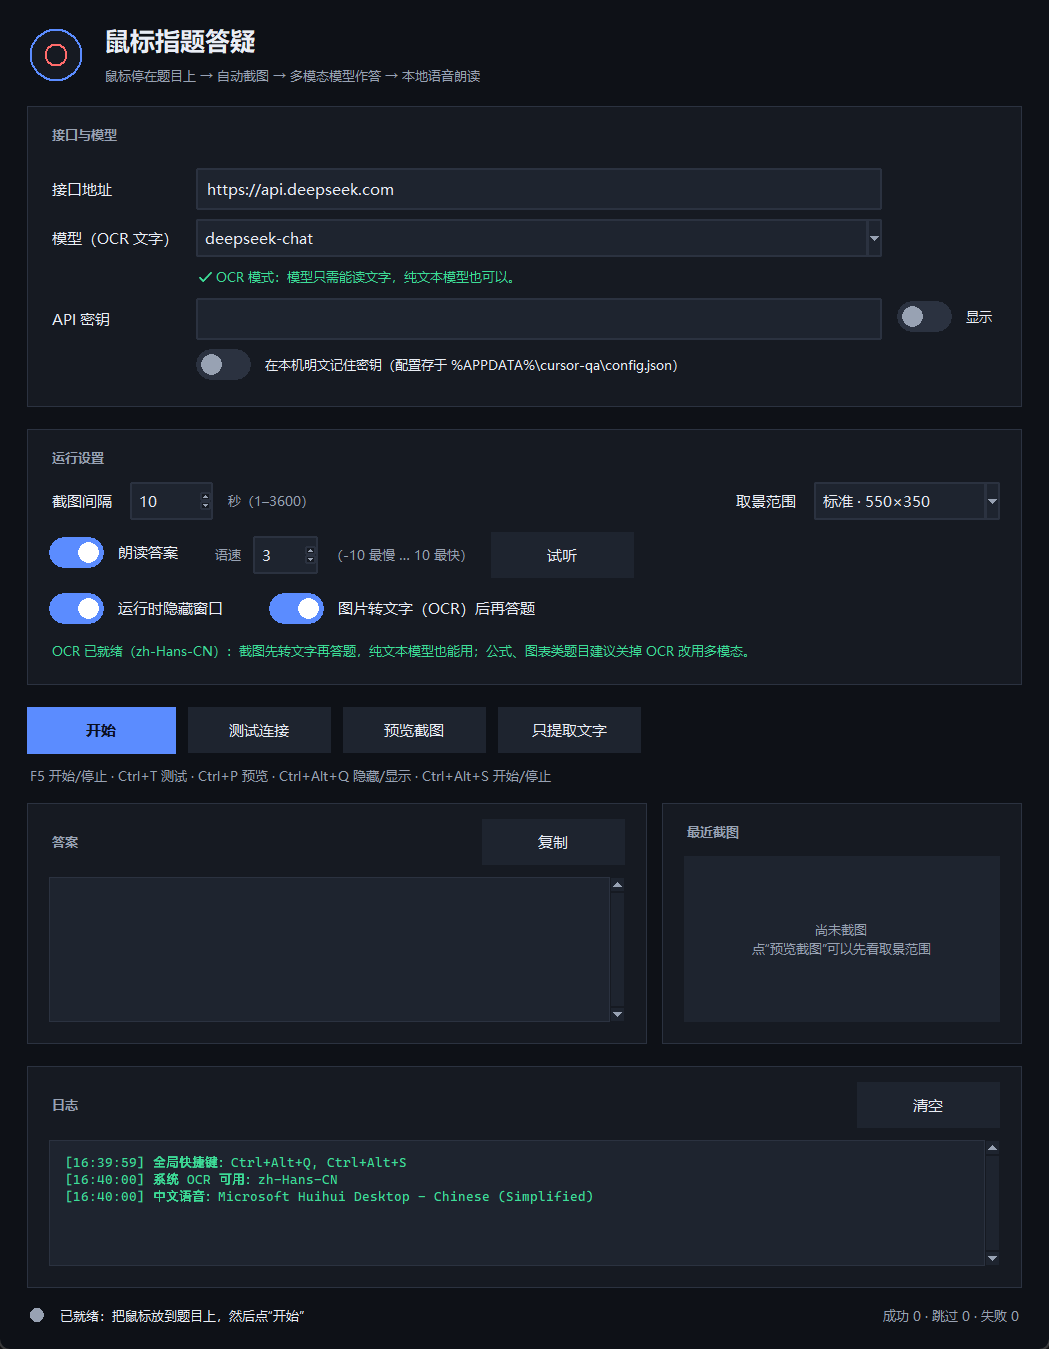 鼠标指题答疑
鼠标停在题目上 → 自动截图 → 多模态模型作答 → 本地语音朗读
接口与模型
接口地址
https://api.deepseek.com
模型（OCR 文字）
deepseek-chat
✓ OCR 模式：模型只需能读文字，纯文本模型也可以。
API 密钥
显示
在本机明文记住密钥（配置存于 %APPDATA%\cursor-qa\config.json）
运行设置
截图间隔 10 秒（1–3600）
取景范围 标准 · 550×350
朗读答案 语速 3 （-10 最慢 ... 10 最快） 试听
运行时隐藏窗口 图片转文字（OCR）后再答题
OCR 已就绪（zh-Hans-CN）：截图先转文字再答题，纯文本模型也能用；公式、图表类题目建议关掉 OCR 改用多模态。
开始 测试连接 预览截图 只提取文字
F5 开始/停止 · Ctrl+T 测试 · Ctrl+P 预览 · Ctrl+Alt+Q 隐藏/显示 · Ctrl+Alt+S 开始/停止
答案
复制
最近截图
尚未截图
点“预览截图”可以先看取景范围
日志
清空
[16:39:59] 全局快捷键：Ctrl+Alt+Q, Ctrl+Alt+S
[16:40:00] 系统 OCR 可用：zh-Hans-CN
[16:40:00] 中文语音：Microsoft Huihui Desktop - Chinese (Simplified)
已就绪：把鼠标放到题目上，然后点“开始”
成功 0 · 跳过 0 · 失败 0